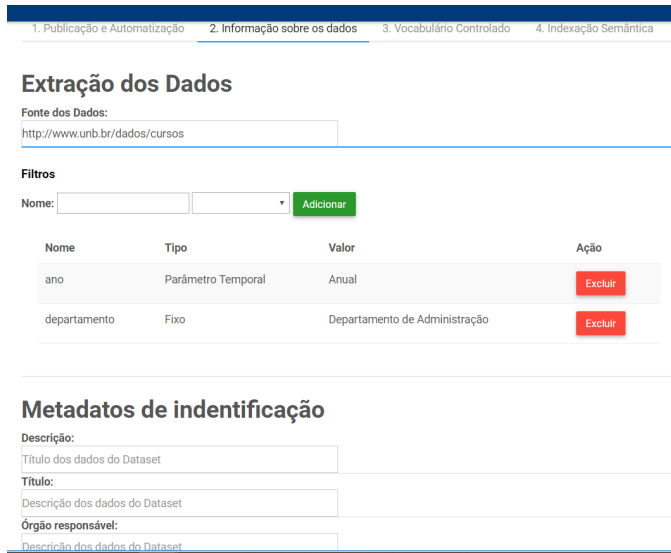 1. Publicação e Automatização 2. Informação sobre os dados 3. Vocabulário Controlado 4. Indexação Semântica
Extração dos Dados
Fonte dos Dados:
http://www.unb.br/dados/cursos
Filtros
Nome: Adicionar
Nome Tipo Valor Ação
ano Parâmetro Temporal Anual Excluir
departamento Fixo Departamento de Administração Excluir
Metadatos de indentificação
Descrição:
Título dos dados do Dataset
Título:
Descrição dos dados do Dataset
Órgão responsável:
Descrição dos dados do Dataset